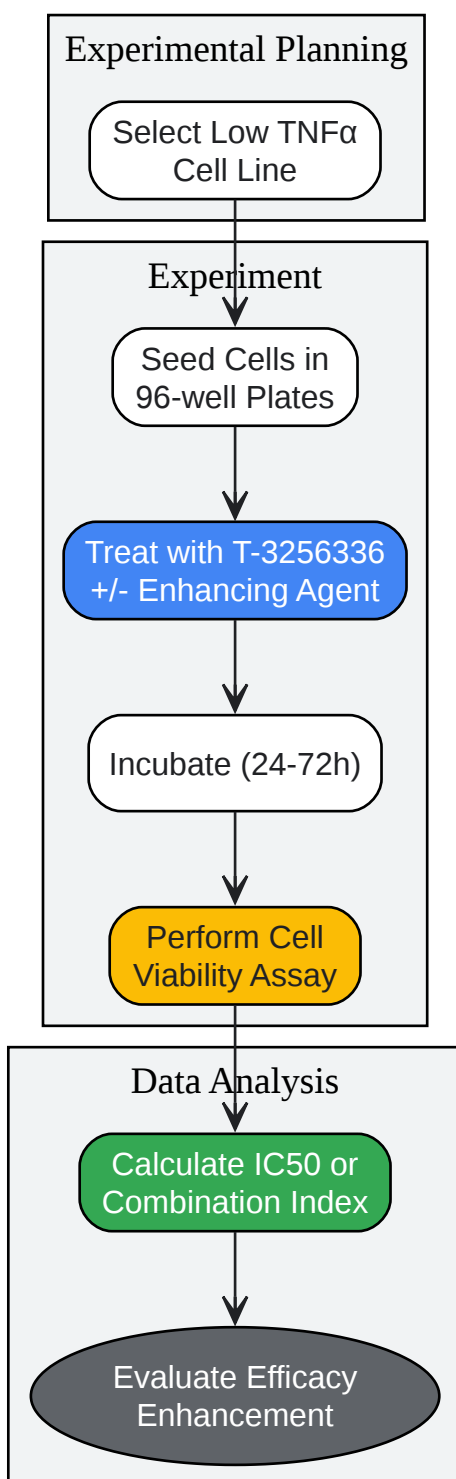 Experimental Planning
Select Low TNFα
Cell Line
Experiment
Seed Cells in
96-well Plates
Treat with T-3256336
+/- Enhancing Agent
Incubate (24-72h)
Perform Cell
Viability Assay
Data Analysis
Calculate IC50 or
Combination Index
Evaluate Efficacy
Enhancement